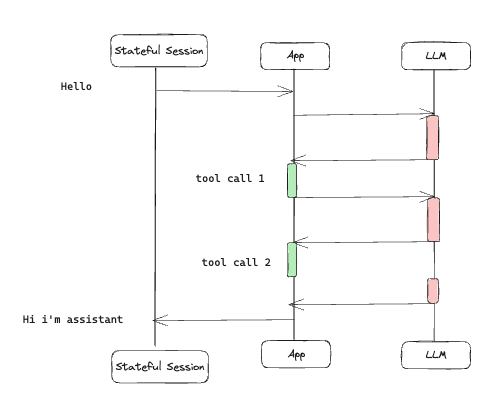 Stateful Session
App
LLM
Hello
tool call 1
tool call 2
Hi i'm assistant
Stateful Session
App
LLM